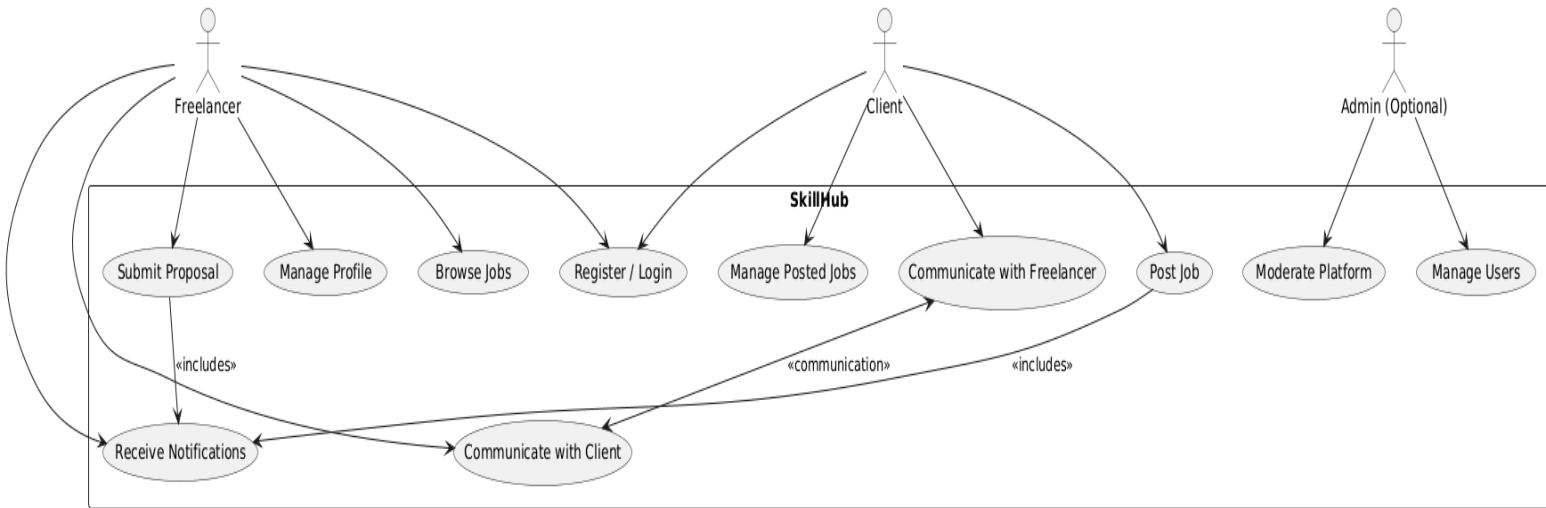 Freelancer
Client
Admin (Optional)
SkillHub
Submit Proposal
Manage Profile
Browse Jobs
Register / Login
Manage Posted Jobs
Communicate with Freelancer
Post Job
Moderate Platform
Manage Users
«includes»
«communication»
«includes»
Receive Notifications
Communicate with Client